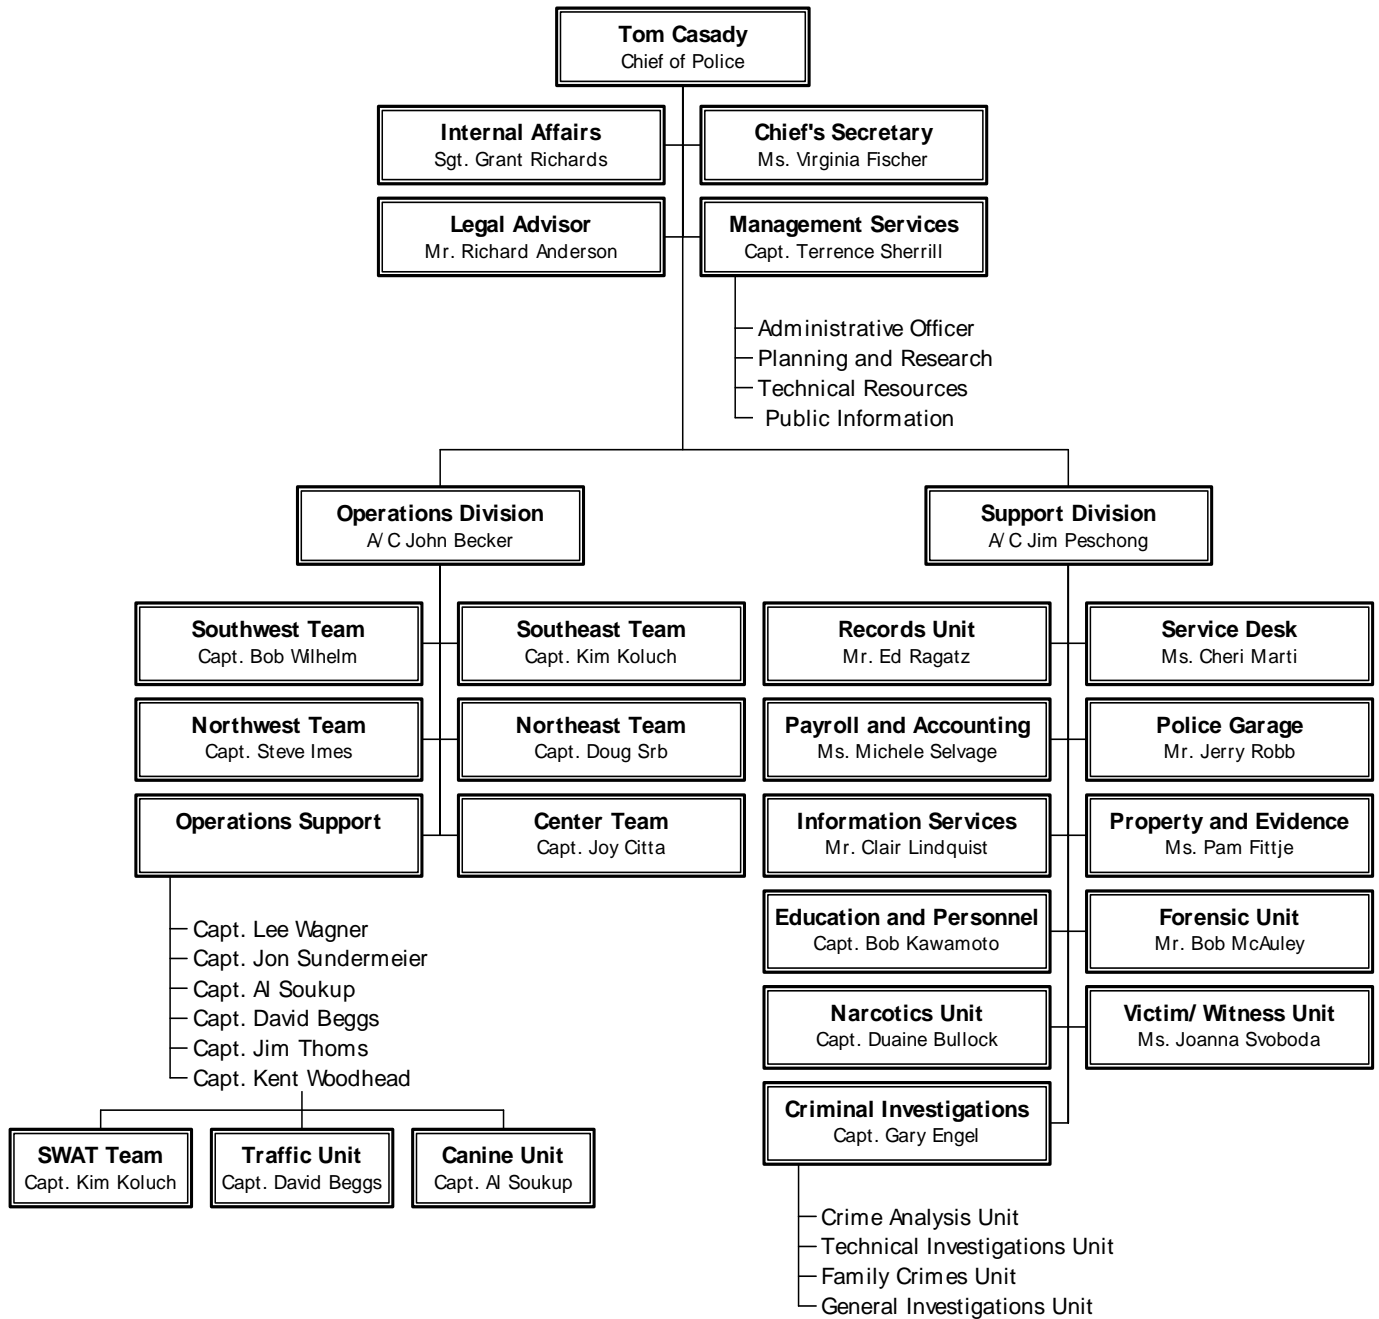 Tom Casady
Chief of Police
Internal Affairs
Sgt. Grant Richards
Chief's Secretary
Ms. Virginia Fischer
Legal Advisor
Mr. Richard Anderson
Management Services
Capt. Terrence Sherrill
Administrative Officer
Planning and Research
Technical Resources
Public Information
Operations Division
A/C John Becker
Support Division
A/C Jim Peschong
Southwest Team
Capt. Bob Wilhelm
Southeast Team
Capt. Kim Koluch
Northwest Team
Capt. Steve Imes
Northeast Team
Capt. Doug Srb
Operations Support
Center Team
Capt. Joy Citta
Capt. Lee Wagner
Capt. Jon Sundermeier
Capt. Al Soukup
Capt. David Beggs
Capt. Jim Thoms
Capt. Kent Woodhead
SWAT Team
Capt. Kim Koluch
Traffic Unit
Capt. David Beggs
Canine Unit
Capt. Al Soukup
Records Unit
Mr. Ed Ragatz
Service Desk
Ms. Cheri Marti
Payroll and Accounting
Ms. Michele Selvage
Police Garage
Mr. Jerry Robb
Information Services
Mr. Clair Lindquist
Property and Evidence
Ms. Pam Fittje
Education and Personnel
Capt. Bob Kawamoto
Forensic Unit
Mr. Bob McAuley
Narcotics Unit
Capt. Duaine Bullock
Victim/Witness Unit
Ms. Joanna Svoboda
Criminal Investigations
Capt. Gary Engel
Crime Analysis Unit
Technical Investigations Unit
Family Crimes Unit
General Investigations Unit